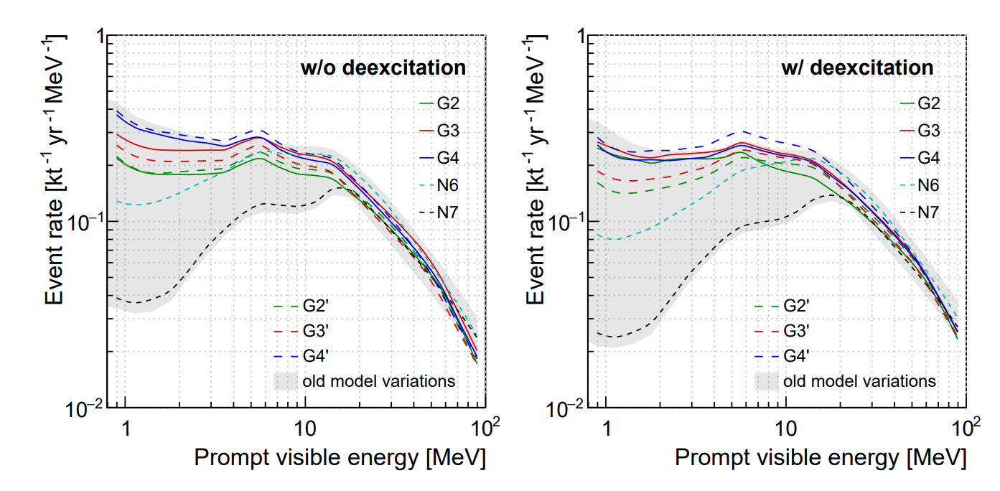 Event rate [kt⁻¹ yr⁻¹ MeV⁻¹]
1
10⁻¹
10⁻²
w/o deexcitation
G2
G3
G4
N6
N7
G2'
G3'
G4'
old model variations
1
10
10²
Prompt visible energy [MeV]
Event rate [kt⁻¹ yr⁻¹ MeV⁻¹]
1
10⁻¹
10⁻²
w/ deexcitation
G2
G3
G4
N6
N7
G2'
G3'
G4'
old model variations
1
10
10²
Prompt visible energy [MeV]